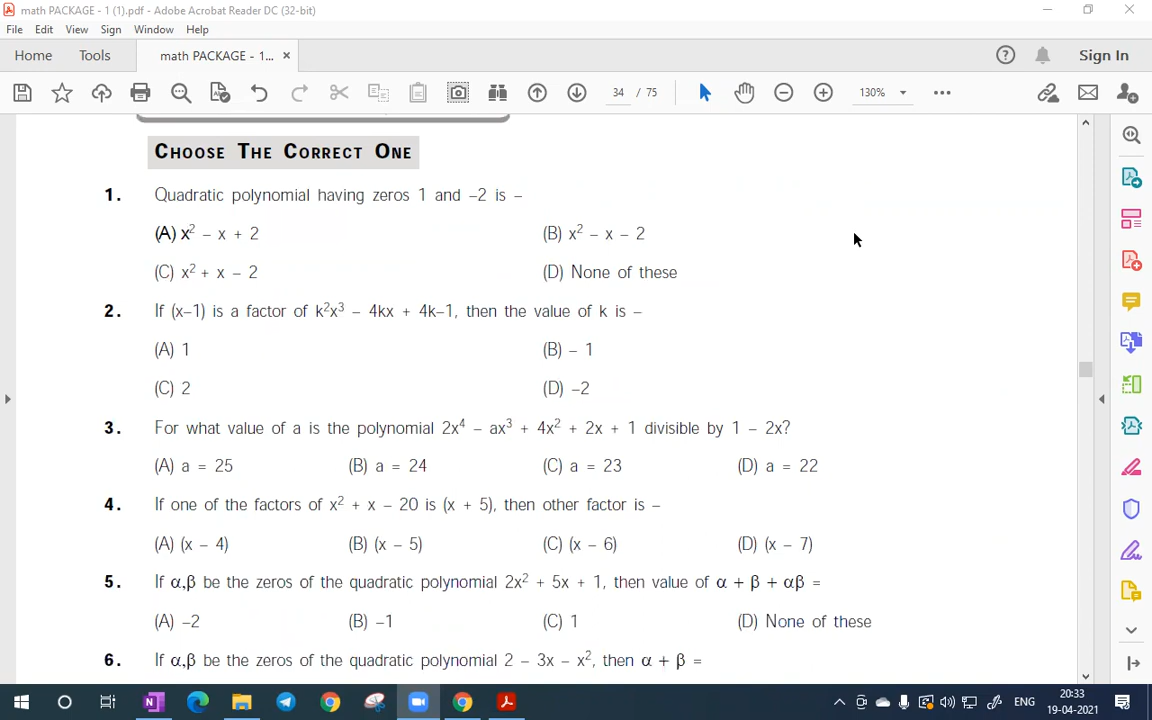 math PACKAGE - 1 (1).pdf - Adobe Acrobat Reader DC (32-bit)
File Edit View Sign Window Help
Home Tools math PACKAGE - 1... × Sign In
34 / 75 130%
CHOOSE THE CORRECT ONE
1. Quadratic polynomial having zeros 1 and –2 is –
(A) x² – x + 2 (B) x² – x – 2
(C) x² + x – 2 (D) None of these
2. If (x–1) is a factor of k²x³ – 4kx + 4k–1, then the value of k is –
(A) 1 (B) – 1
(C) 2 (D) –2
3. For what value of a is the polynomial 2x⁴ – ax³ + 4x² + 2x + 1 divisible by 1 – 2x?
(A) a = 25 (B) a = 24 (C) a = 23 (D) a = 22
4. If one of the factors of x² + x – 20 is (x + 5), then other factor is –
(A) (x – 4) (B) (x – 5) (C) (x – 6) (D) (x – 7)
5. If α,β be the zeros of the quadratic polynomial 2x² + 5x + 1, then value of α + β + αβ =
(A) –2 (B) –1 (C) 1 (D) None of these
6. If α,β be the zeros of the quadratic polynomial 2 – 3x – x², then α + β =
ENG 20:33
19-04-2021